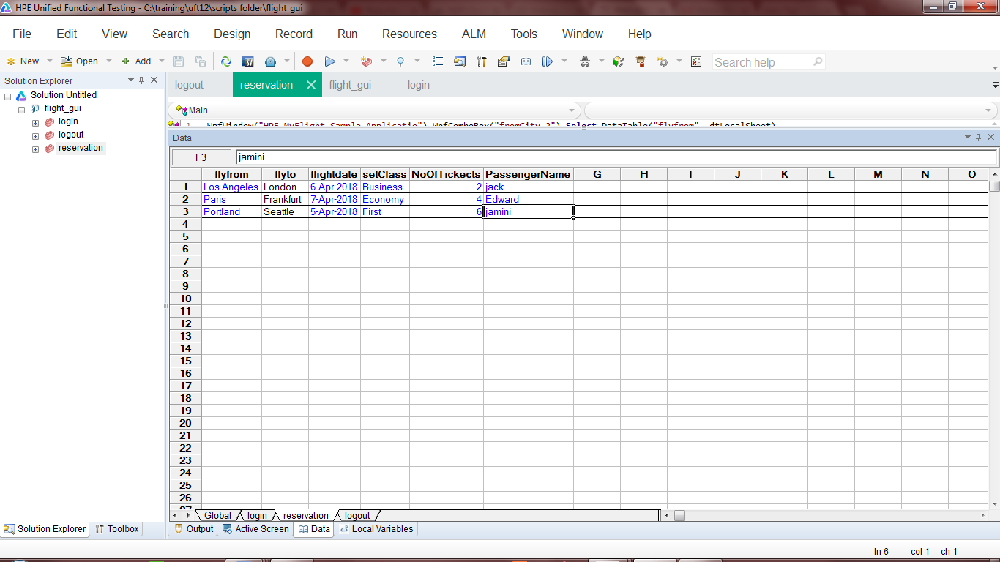 HPE Unified Functional Testing - C:\training\uft12\scripts folder\flight_gui
File Edit View Search Design Record Run Resources ALM Tools Window Help
New Open Add Search help
Solution Explorer
Solution Untitled
flight_gui
login
logout
reservation
logout reservation flight_gui login
Main
1 WpfWindow("HPE MyFlight Sample Applicatio").WpfComboBox("fromCity_2").Select DataTable("flyfrom", dtLocalSheet)
Data
F3 jamini
flyfrom flyto flightdate setClass NoOfTickects PassengerName G H I J K L M N O
1 Los Angeles London 6-Apr-2018 Business 2 jack
2 Paris Frankfurt 7-Apr-2018 Economy 4 Edward
3 Portland Seattle 5-Apr-2018 First 6 jamini
4
5
6
7
8
9
10
11
12
13
14
15
16
17
18
19
20
21
22
23
24
25
26
27
Global login reservation logout
Solution Explorer Toolbox Output Active Screen Data Local Variables
ln 6 col 1 ch 1